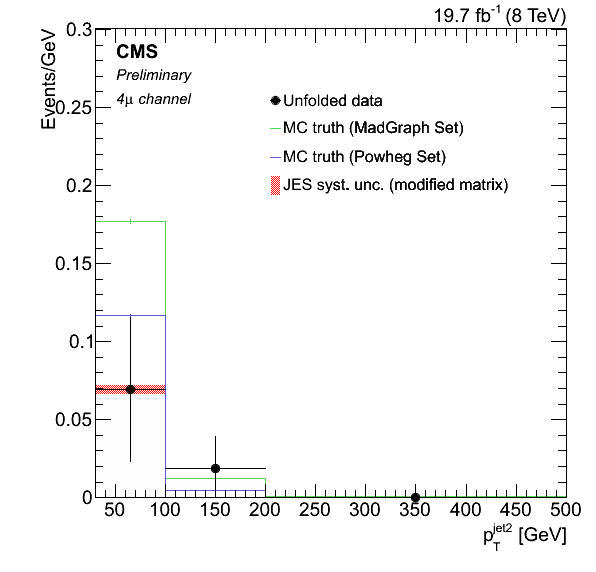 19.7 fb⁻¹ (8 TeV)
Events/GeV
0.3
0.25
0.2
0.15
0.1
0.05
0
CMS
Preliminary
4μ channel
Unfolded data
MC truth (MadGraph Set)
MC truth (Powheg Set)
JES syst. unc. (modified matrix)
50 100 150 200 250 300 350 400 450 500
p_T^jet2 [GeV]